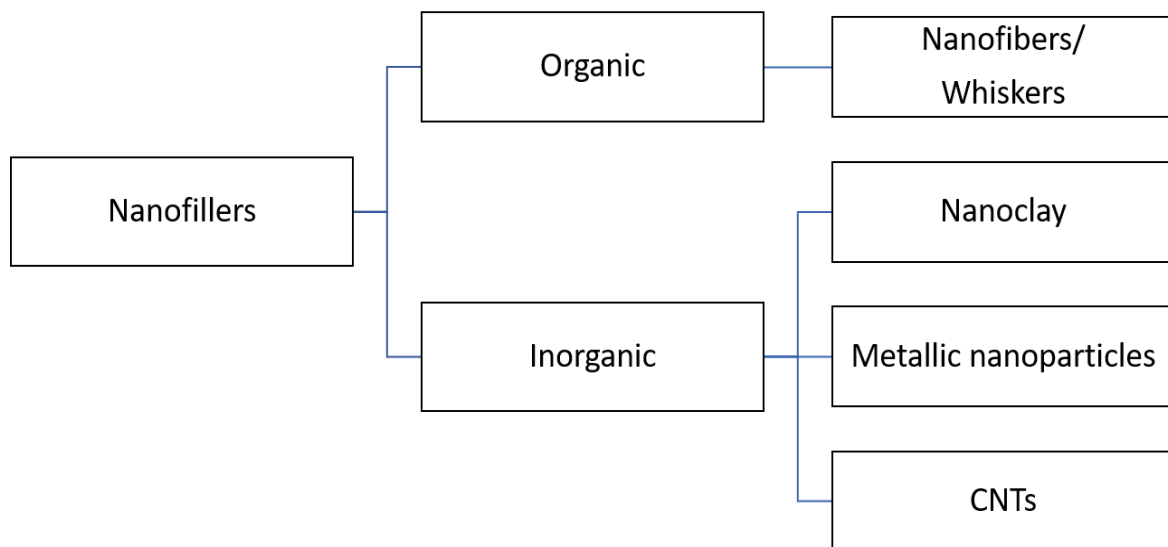 Nanofillers
Organic
Nanofibers/
Whiskers
Inorganic
Nanoclay
Metallic nanoparticles
CNTs